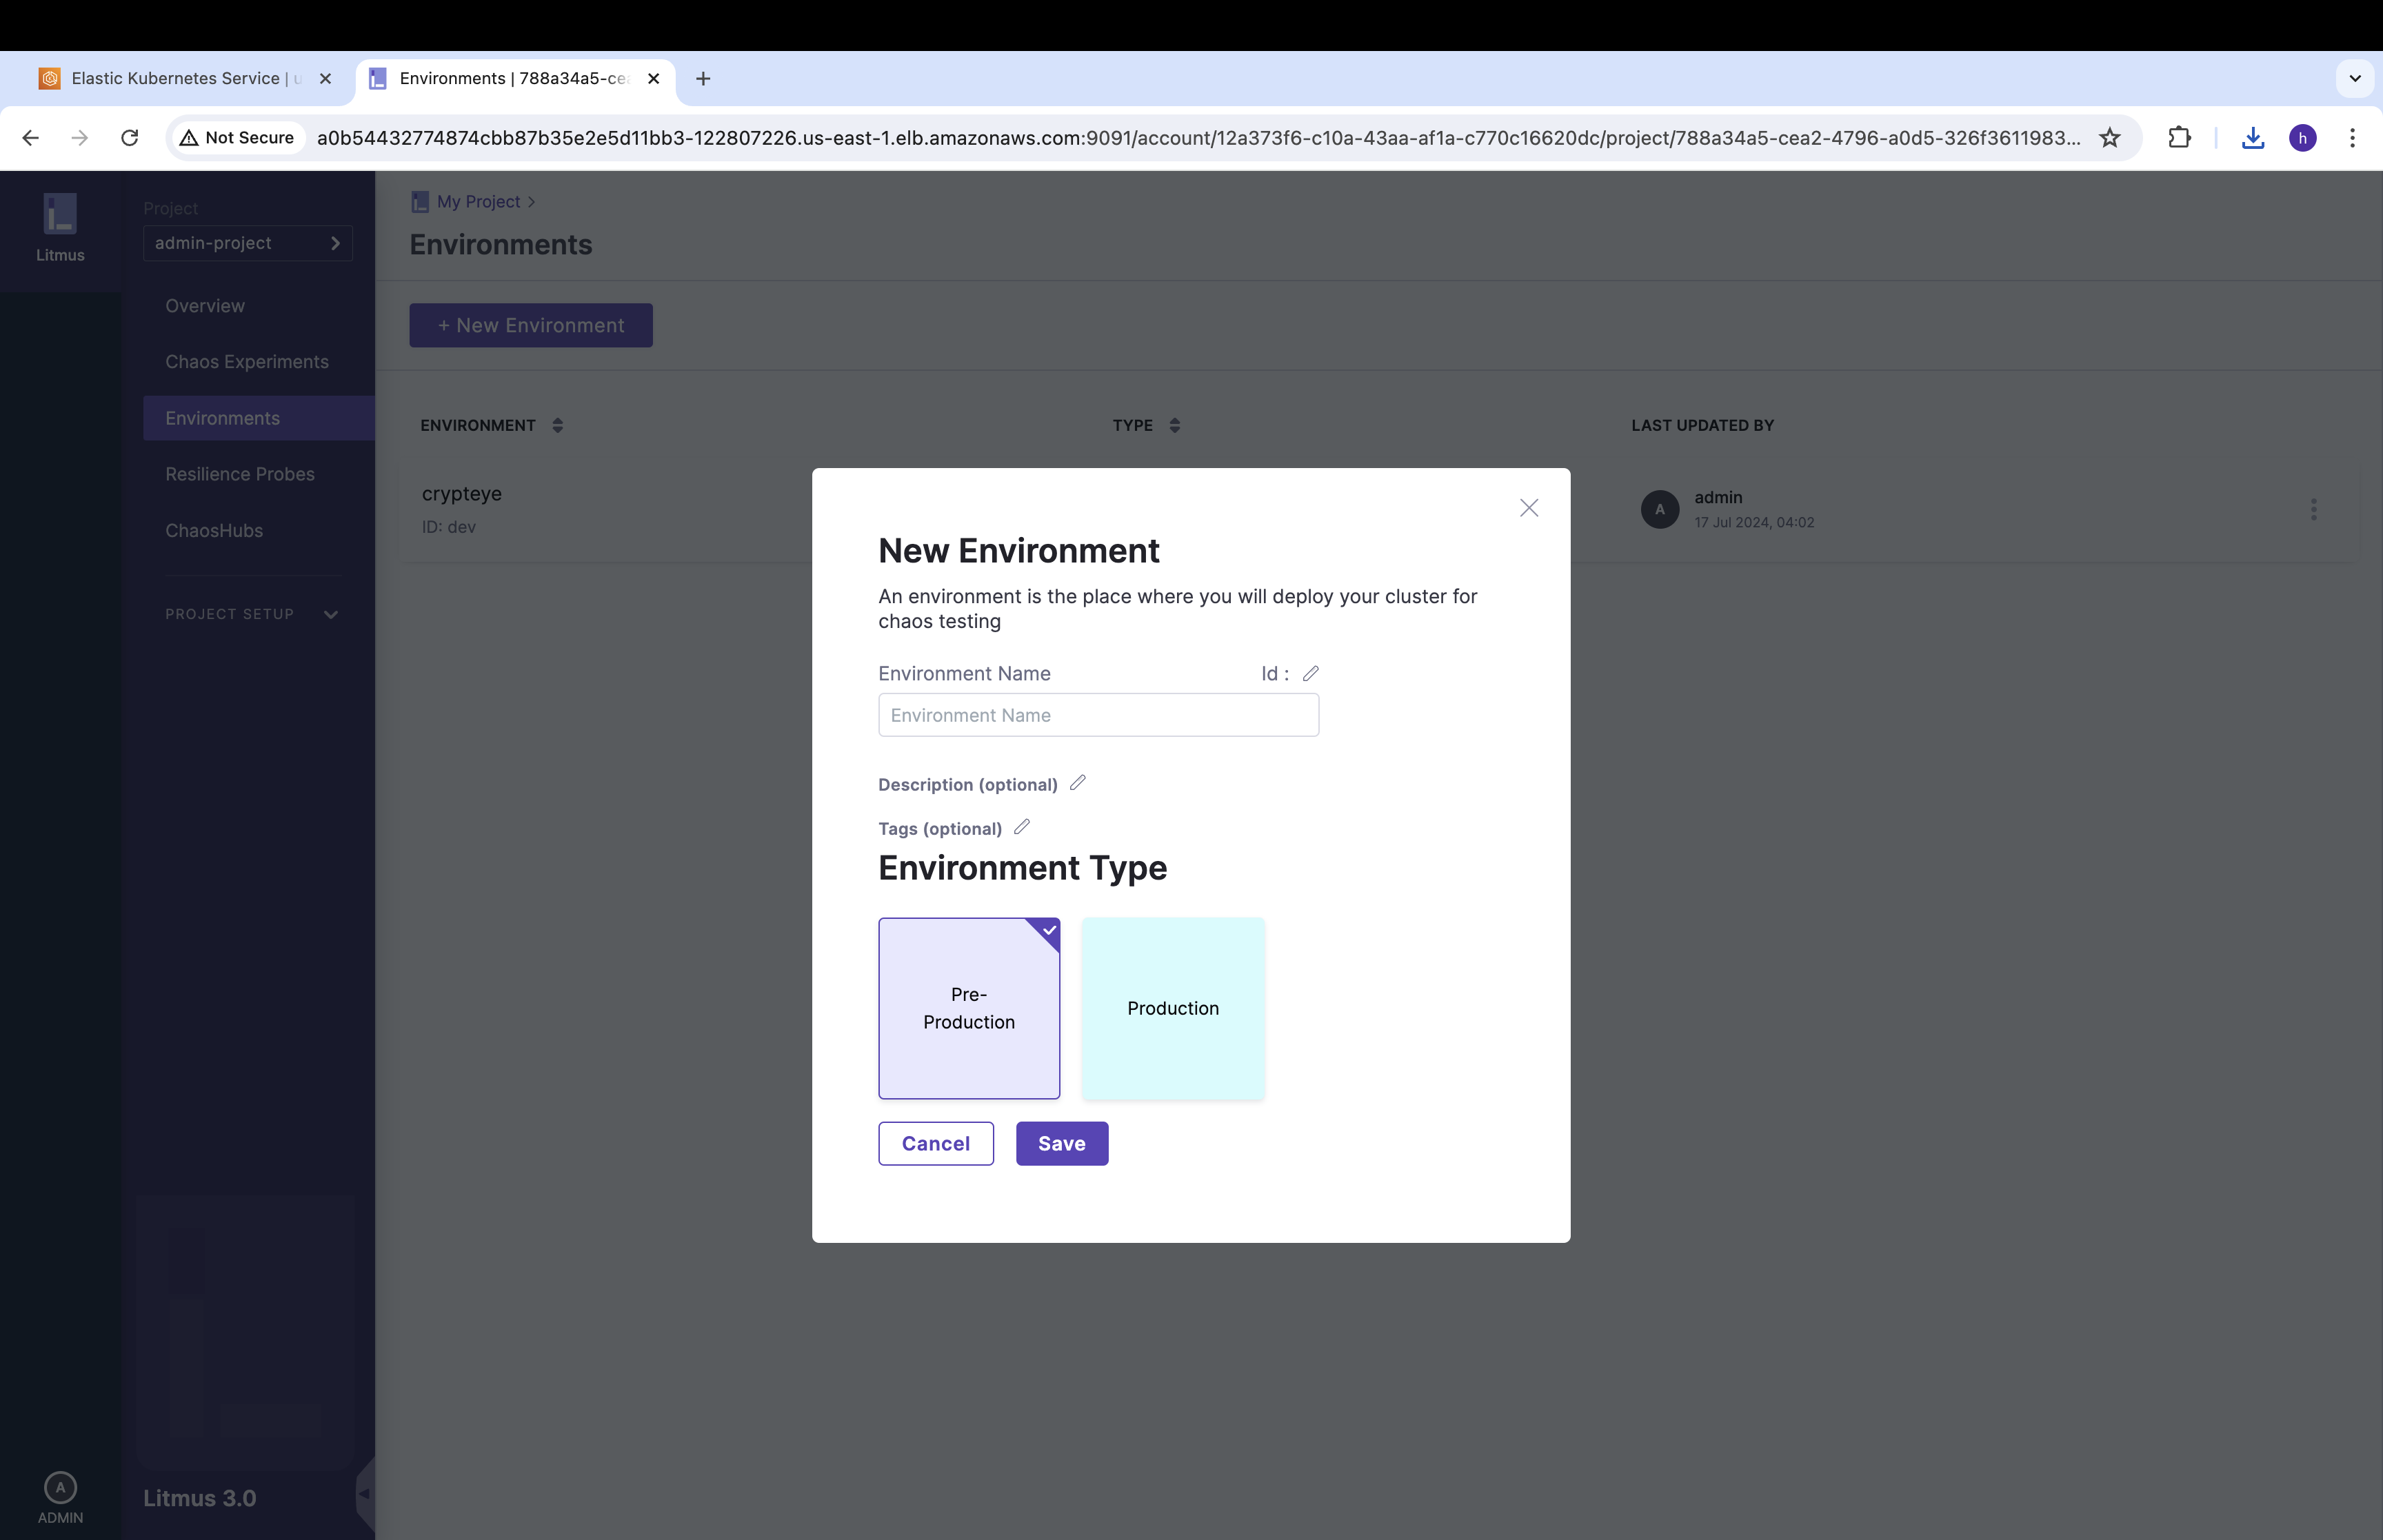 Elastic Kubernetes Service | u
Environments | 788a34a5-cea
Not Secure
a0b54432774874cbb87b35e2e5d11bb3-122807226.us-east-1.elb.amazonaws.com:9091/account/12a373f6-c10a-43aa-af1a-c770c16620dc/project/788a34a5-cea2-4796-a0d5-326f3611983...
h
Litmus
Project
admin-project
Overview
Chaos Experiments
Environments
Resilience Probes
ChaosHubs
PROJECT SETUP
My Project
Environments
+ New Environment
ENVIRONMENT
TYPE
LAST UPDATED BY
crypteye
ID: dev
A
admin
17 Jul 2024, 04:02
New Environment
An environment is the place where you will deploy your cluster for
chaos testing
Environment Name
Id :
Environment Name
Description (optional)
Tags (optional)
Environment Type
Pre-
Production
Production
Cancel
Save
A
ADMIN
Litmus 3.0